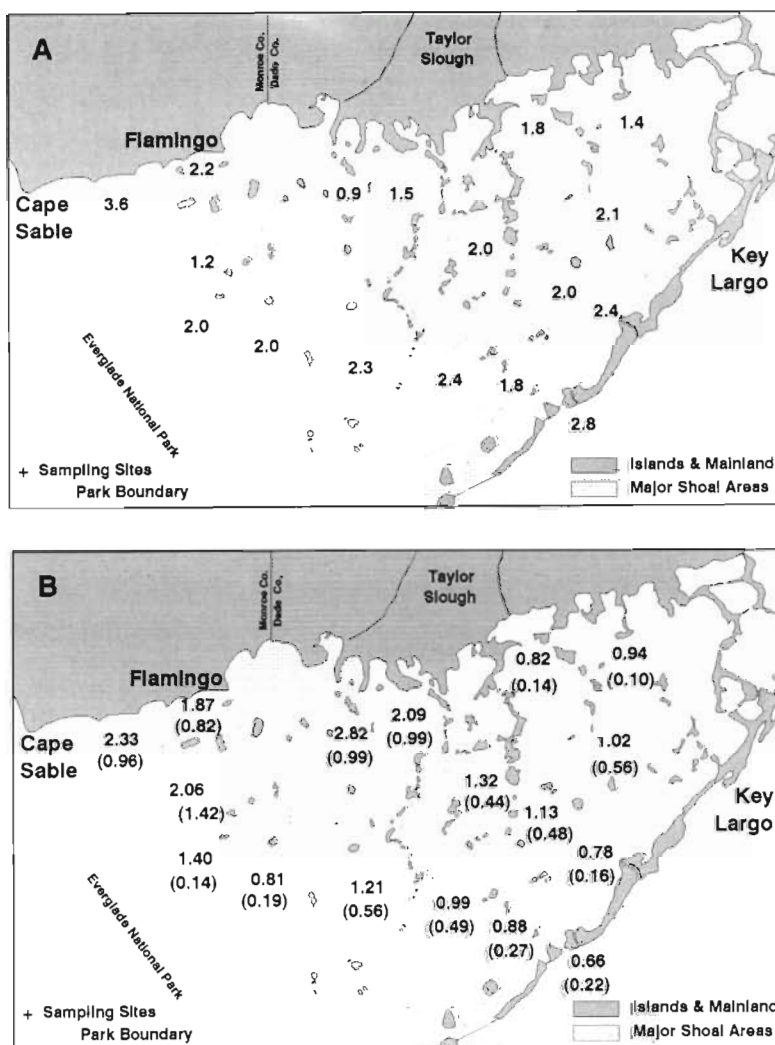 A
Monroe Co.
Dade Co.
Taylor
Slough
Flamingo
1.8
1.4
2.2
Cape
Sable
3.6
0.9
1.5
2.1
2.0
1.2
Key
Largo
2.0
2.4
2.0
2.0
2.3
2.4
1.8
2.8
Everglade National Park
+ Sampling Sites
Park Boundary
Islands & Mainland
Major Shoal Areas
B
Monroe Co.
Dade Co.
Taylor
Slough
Flamingo
0.82
(0.14)
0.94
(0.10)
1.87
(0.82)
Cape
Sable
2.33
(0.96)
2.82
(0.99)
2.09
(0.99)
1.02
(0.56)
2.06
(1.42)
1.32
(0.44)
1.13
(0.48)
Key
Largo
1.40
(0.14)
0.81
(0.19)
1.21
(0.56)
0.99
(0.49)
0.88
(0.27)
0.78
(0.16)
0.66
(0.22)
Everglade National Park
+ Sampling Sites
Park Boundary
Islands & Mainland
Major Shoal Areas